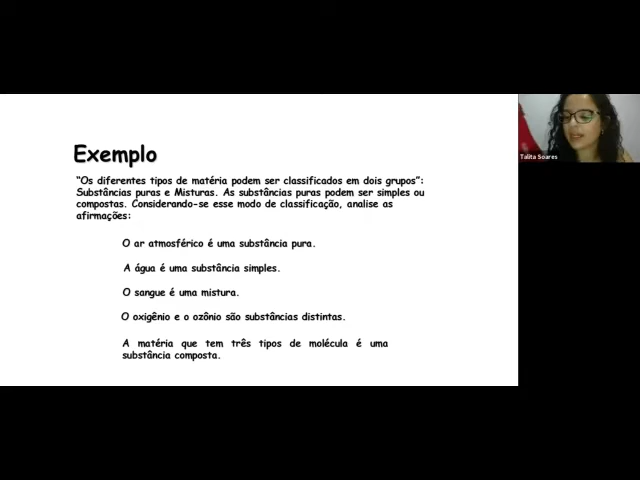 Exemplo
"Os diferentes tipos de matéria podem ser classificados em dois grupos":
Substâncias puras e Misturas. As substâncias puras podem ser simples ou
compostas. Considerando-se esse modo de classificação, analise as
afirmações:
O ar atmosférico é uma substância pura.
A água é uma substância simples.
O sangue é uma mistura.
O oxigênio e o ozônio são substâncias distintas.
A matéria que tem três tipos de molécula é uma
substância composta.
Talita Soares